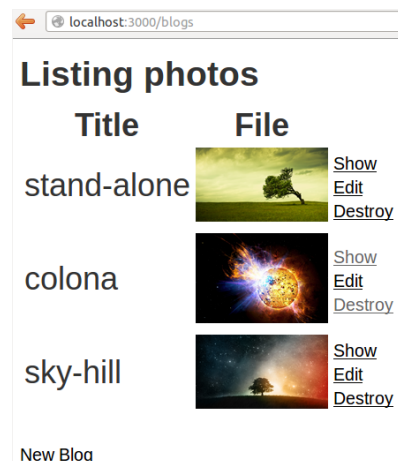 localhost:3000/blogs
Listing photos
Title File
stand-alone
Show
Edit
Destroy
colona
Show
Edit
Destroy
sky-hill
Show
Edit
Destroy
New Blog